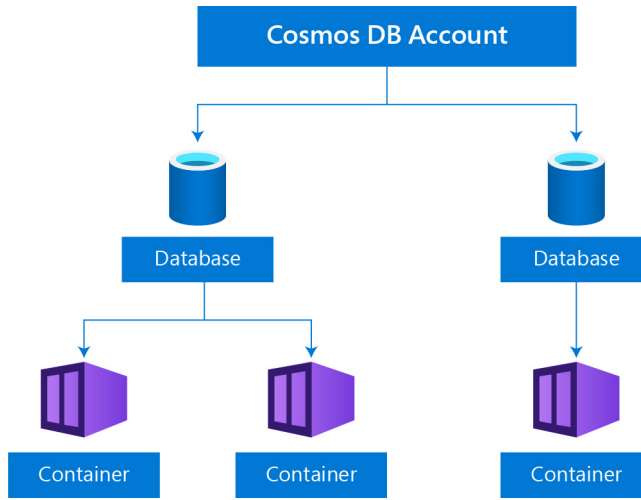 Cosmos DB Account
Database
Database
Container
Container
Container